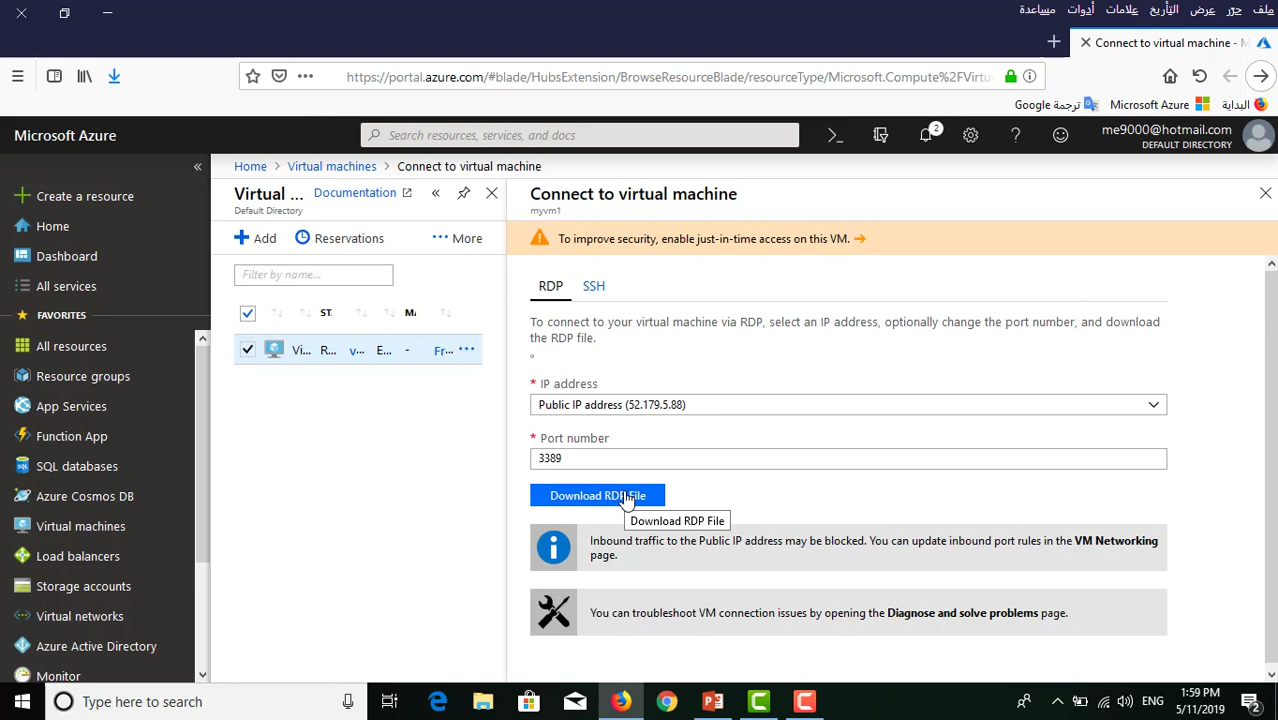 ملف حرّر عرض التأريخ علامات أدوات مساعدة
Connect to virtual machine - M
https://portal.azure.com/#blade/HubsExtension/BrowseResourceBlade/resourceType/Microsoft.Compute%2FVirtu
البداية Microsoft Azure ترجمة Google
Microsoft Azure
Search resources, services, and docs
2
me9000@hotmail.com
DEFAULT DIRECTORY
Create a resource
Home
Dashboard
All services
FAVORITES
All resources
Resource groups
App Services
Function App
SQL databases
Azure Cosmos DB
Virtual machines
Load balancers
Storage accounts
Virtual networks
Azure Active Directory
Monitor
Home > Virtual machines > Connect to virtual machine
Virtual ... Documentation
Default Directory
Add Reservations More
Filter by name...
ST. MA
Vi... R... v... E... - Fr...
Connect to virtual machine
myvm1
To improve security, enable just-in-time access on this VM. →
RDP SSH
To connect to your virtual machine via RDP, select an IP address, optionally change the port number, and download
the RDP file.
* IP address
Public IP address (52.179.5.88)
* Port number
3389
Download RDP File
Download RDP File
Inbound traffic to the Public IP address may be blocked. You can update inbound port rules in the VM Networking
page.
You can troubleshoot VM connection issues by opening the Diagnose and solve problems page.
Type here to search
ENG
1:59 PM
5/11/2019
2